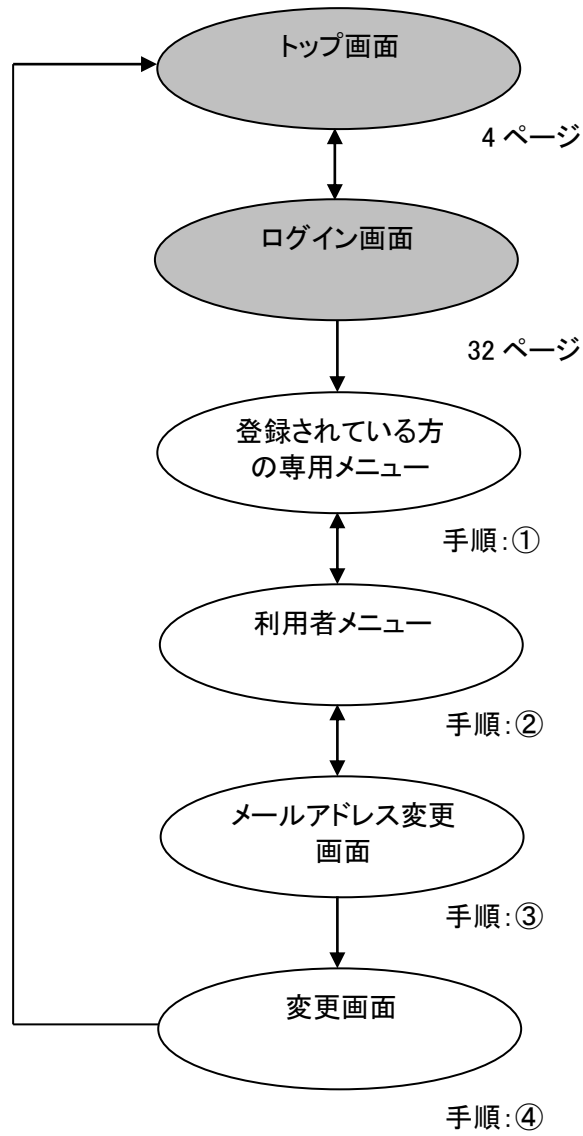 トップ画面
4 ページ
ログイン画面
32 ページ
登録されている方
の専用メニュー
手順：①
利用者メニュー
手順：②
メールアドレス変更
画面
手順：③
変更画面
手順：④